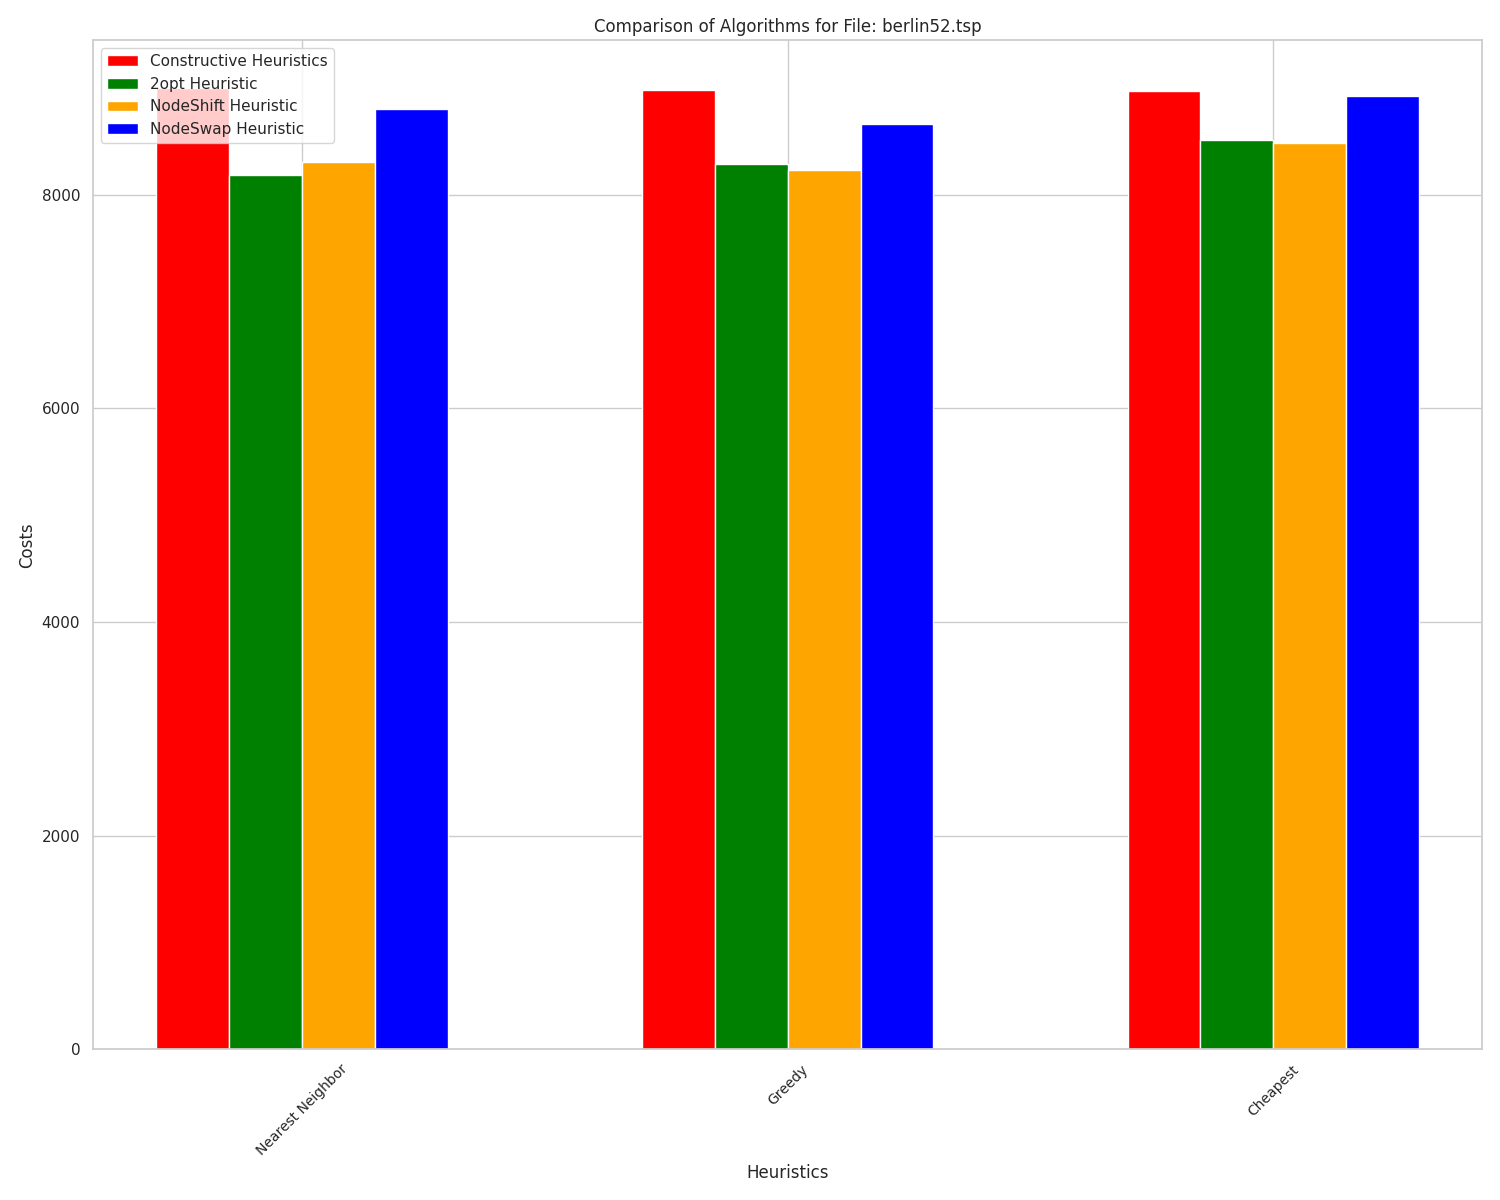 Comparison of Algorithms for File: berlin52.tsp
Constructive Heuristics
2opt Heuristic
NodeShift Heuristic
NodeSwap Heuristic
8000
6000
4000
2000
0
Costs
Nearest Neighbor
Greedy
Cheapest
Heuristics